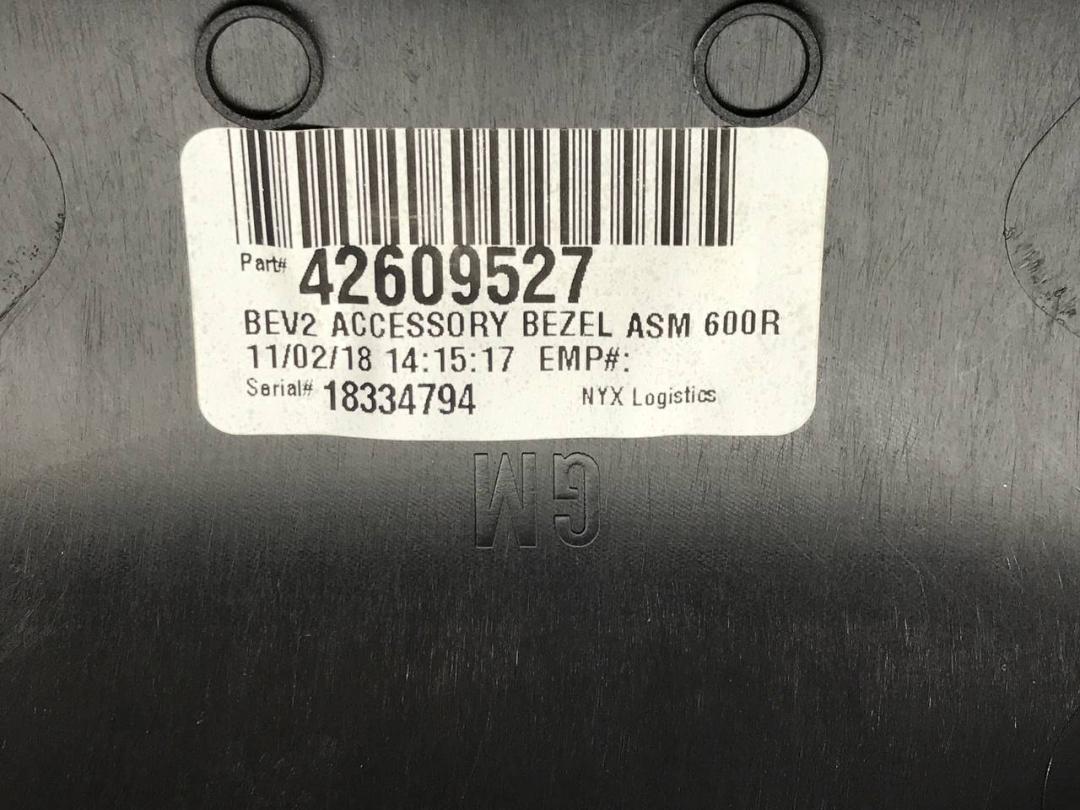 Part# 42609527
BEV2 ACCESSORY BEZEL ASM 600R
11/02/18 14:15:17 EMP#:
Serial# 18334794 NYX Logistics
GM